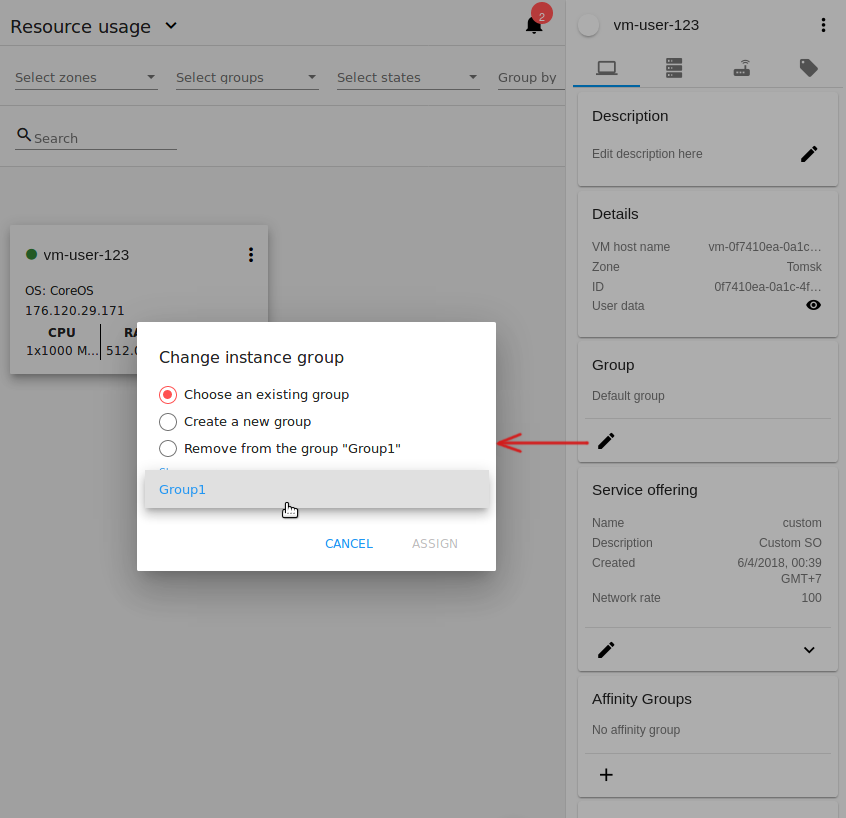 Resource usage
2
Select zones
Select groups
Select states
Group by
Search
vm-user-123
OS: CoreOS
176.120.29.171
CPU
1x1000 M...
512.0
Change instance group
Choose an existing group
Create a new group
Remove from the group "Group1"
Group1
CANCEL
ASSIGN
vm-user-123
Description
Edit description here
Details
VM host name vm-0f7410ea-0a1c...
Zone Tomsk
ID 0f7410ea-0a1c-4f...
User data
Group
Default group
Service offering
Name custom
Description Custom SO
Created 6/4/2018, 00:39
GMT+7
Network rate 100
Affinity Groups
No affinity group